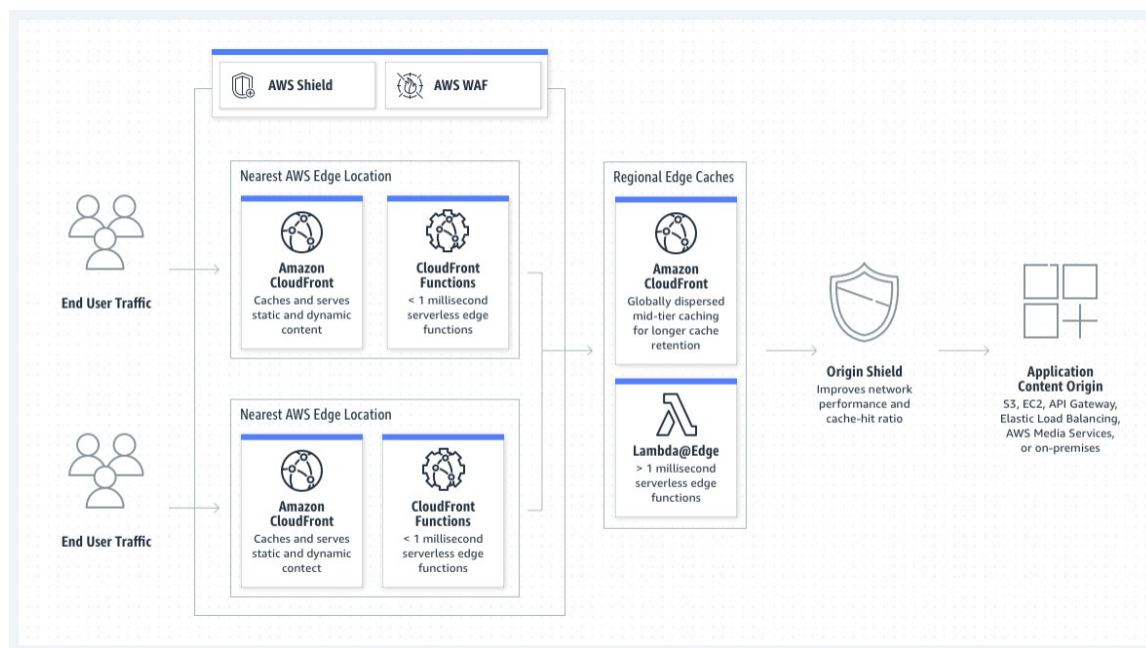 AWS Shield
AWS WAF
Nearest AWS Edge Location
Amazon
CloudFront
Caches and serves
static and dynamic
content
CloudFront
Functions
< 1 millisecond
serverless edge
functions
End User Traffic
Nearest AWS Edge Location
Amazon
CloudFront
Caches and serves
static and dynamic
contect
CloudFront
Functions
< 1 millisecond
serverless edge
functions
End User Traffic
Regional Edge Caches
Amazon
CloudFront
Globally dispersed
mid-tier caching
for longer cache
retention
Lambda@Edge
> 1 millisecond
serverless edge
functions
Origin Shield
Improves network
performance and
cache-hit ratio
Application
Content Origin
S3, EC2, API Gateway,
Elastic Load Balancing,
AWS Media Services,
or on-premises